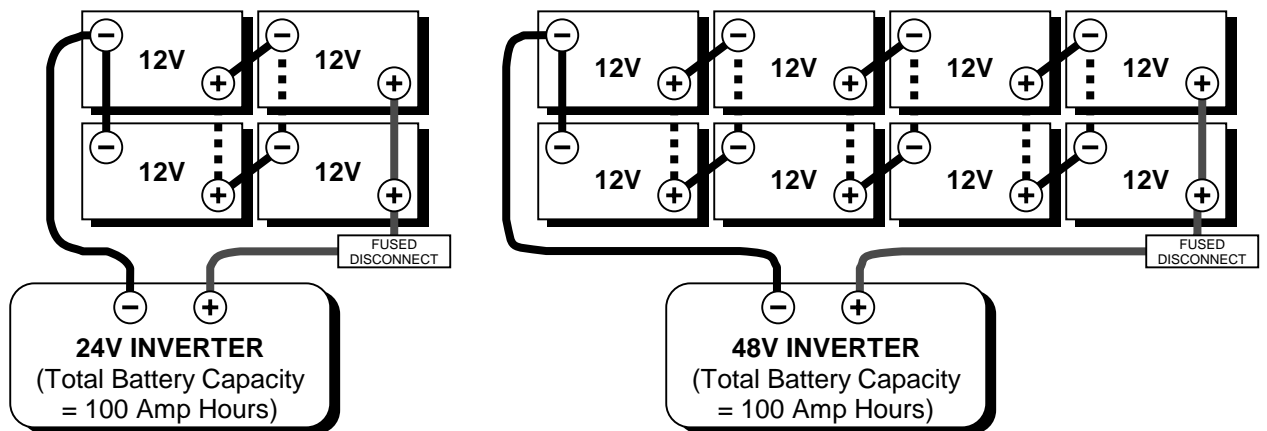 − − − − − −
12V 12V 12V 12V 12V 12V
+ + + + + +
− − − − − −
12V 12V 12V 12V 12V 12V
+ + + + + +
FUSED
DISCONNECT
FUSED
DISCONNECT
− +
24V INVERTER
(Total Battery Capacity
= 100 Amp Hours)
− +
48V INVERTER
(Total Battery Capacity
= 100 Amp Hours)